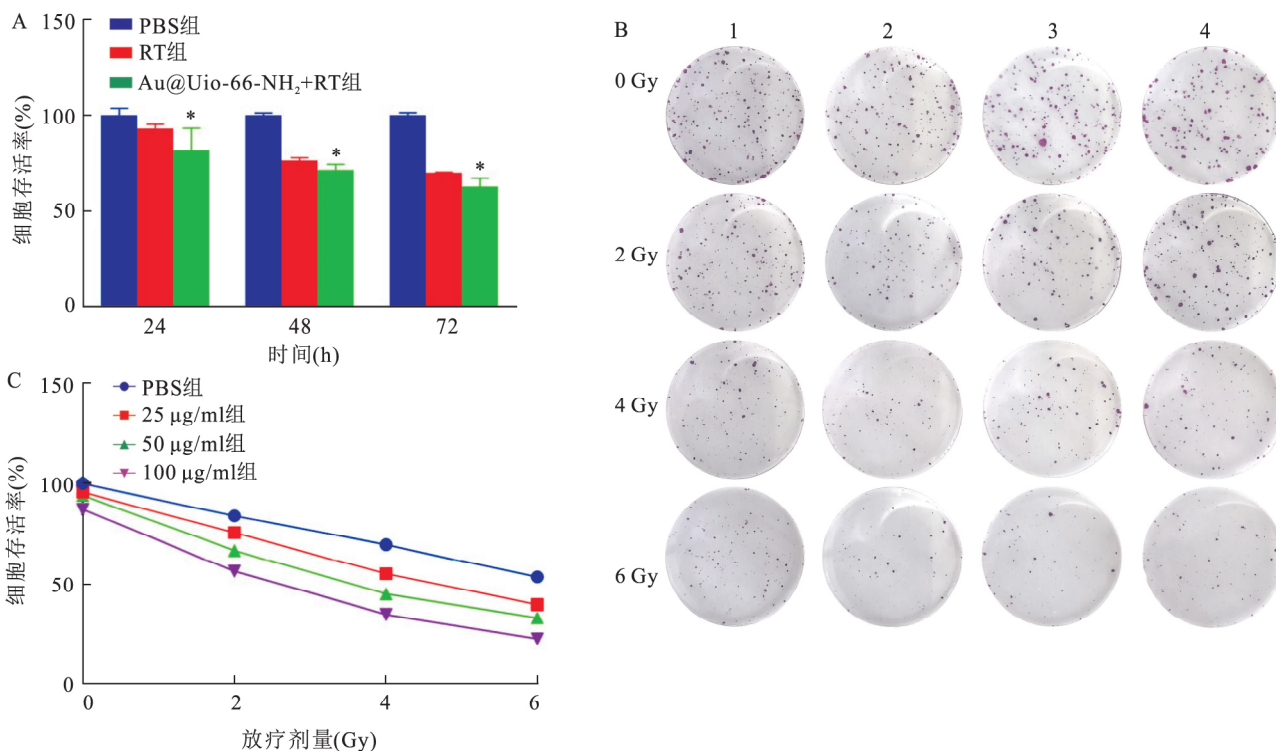 A
150
100
50
0
细胞存活率(%)
PBS组
RT组
Au@Uio-66-NH₂+RT组
*
*
*
24 48 72
时间(h)
B
1 2 3 4
0 Gy
2 Gy
4 Gy
6 Gy
C
150
100
50
0
细胞存活率(%)
PBS组
25 μg/ml组
50 μg/ml组
100 μg/ml组
0 2 4 6
放疗剂量(Gy)